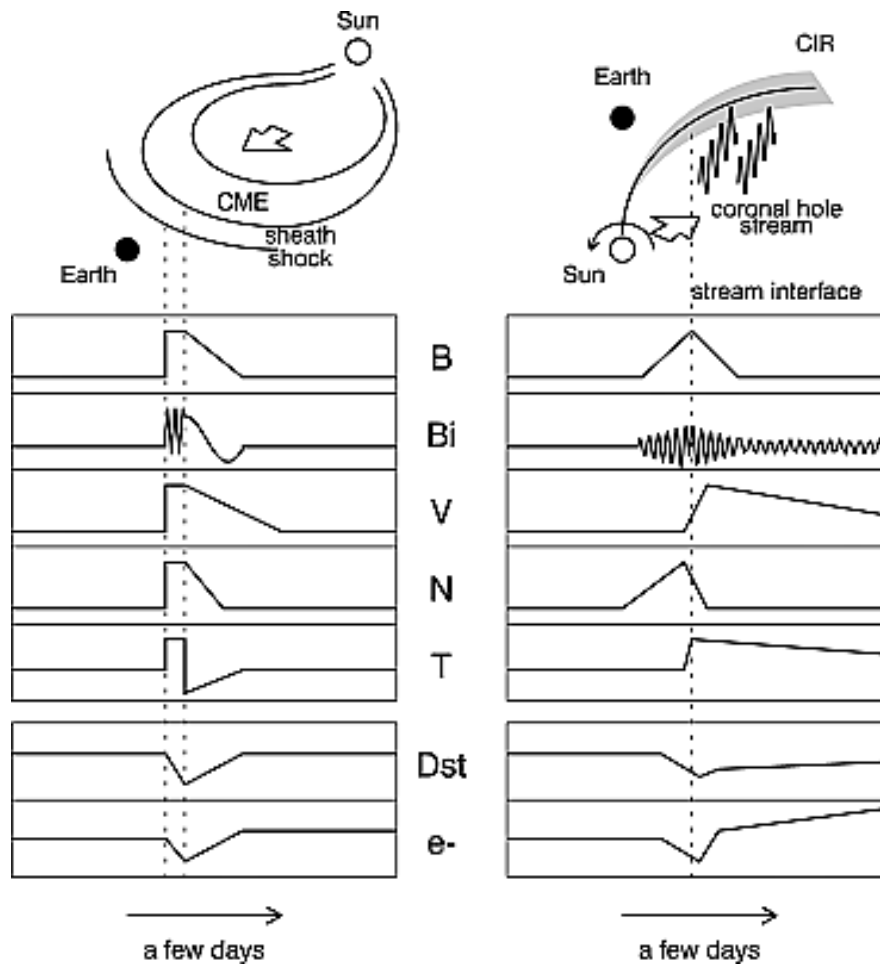 Sun
CME
sheath
shock
Earth
CIR
Earth
coronal hole
stream
Sun
stream interface
B
Bi
V
N
T
Dst
e-
a few days
a few days